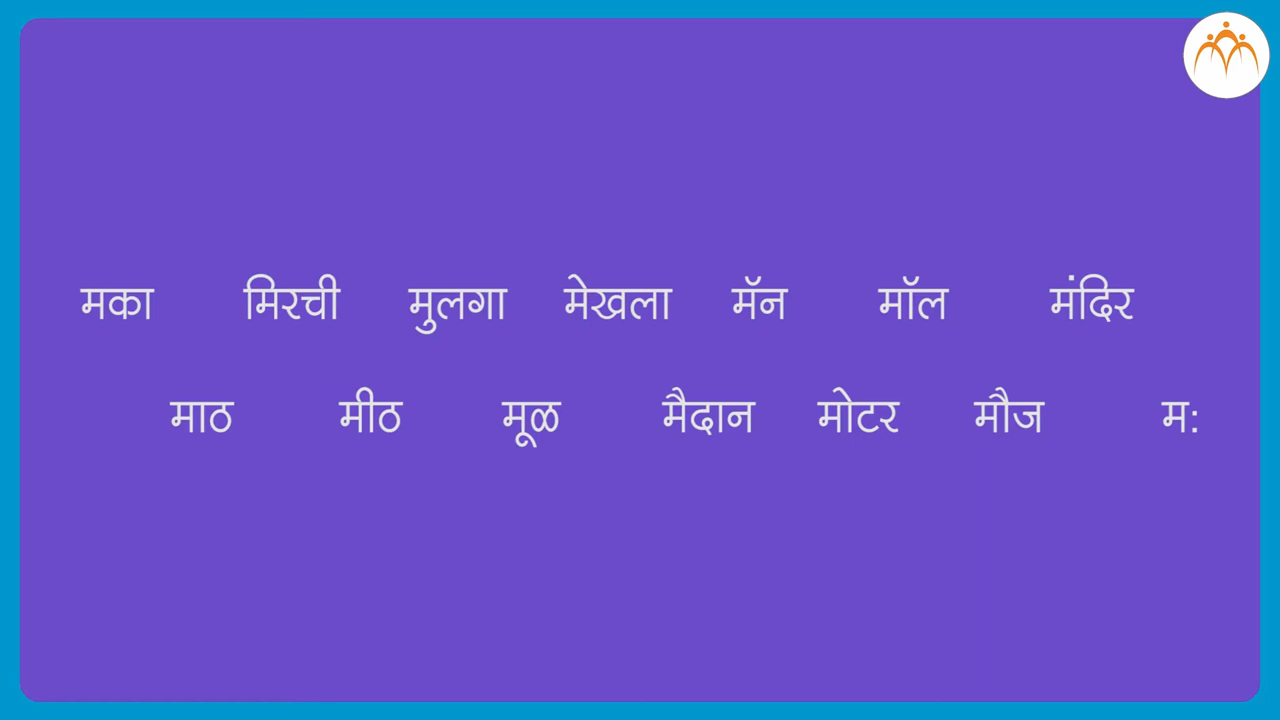 मका मिरची मुलगा मेखला मॅन मॉल मंदिर
माठ मीठ मूळ मैदान मोटर मौज म: